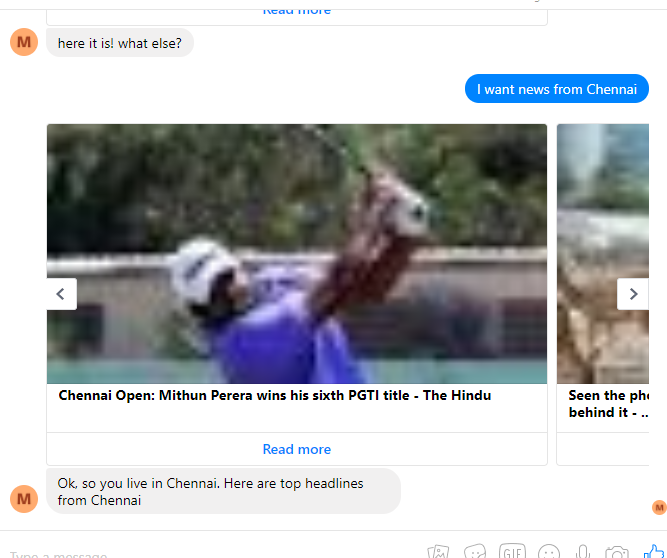 Read more
M
here it is! what else?
I want news from Chennai
Chennai Open: Mithun Perera wins his sixth PGTI title - The Hindu
Read more
Seen the pho
behind it - ..
M
Ok, so you live in Chennai. Here are top headlines
from Chennai
M
Type a message
GIF